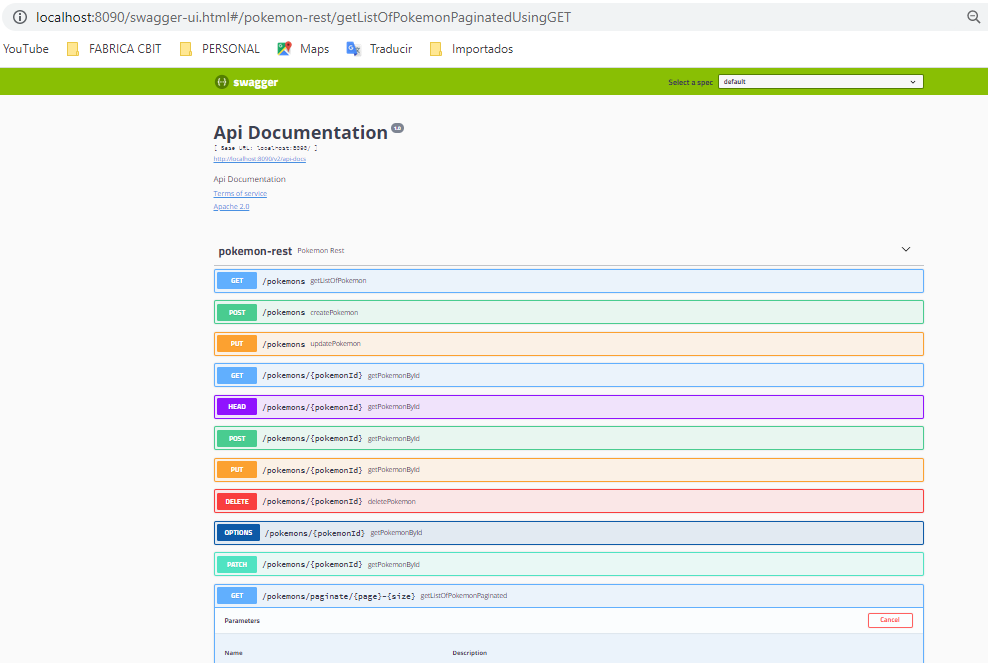 localhost:8090/swagger-ui.html#/pokemon-rest/getListOfPokemonPaginatedUsingGET
YouTube FABRICA CBIT PERSONAL Maps Traducir Importados
{··} swagger Select a spec default
Api Documentation 1.0
[ Base URL: localhost:8090/ ]
http://localhost:8090/v2/api-docs
Api Documentation
Terms of service
Apache 2.0
pokemon-rest Pokemon Rest
GET /pokemons getListOfPokemon
POST /pokemons createPokemon
PUT /pokemons updatePokemon
GET /pokemons/{pokemonId} getPokemonById
HEAD /pokemons/{pokemonId} getPokemonById
POST /pokemons/{pokemonId} getPokemonById
PUT /pokemons/{pokemonId} getPokemonById
DELETE /pokemons/{pokemonId} deletePokemon
OPTIONS /pokemons/{pokemonId} getPokemonById
PATCH /pokemons/{pokemonId} getPokemonById
GET /pokemons/paginate/{page}-{size} getListOfPokemonPaginated
Parameters Cancel
Name Description